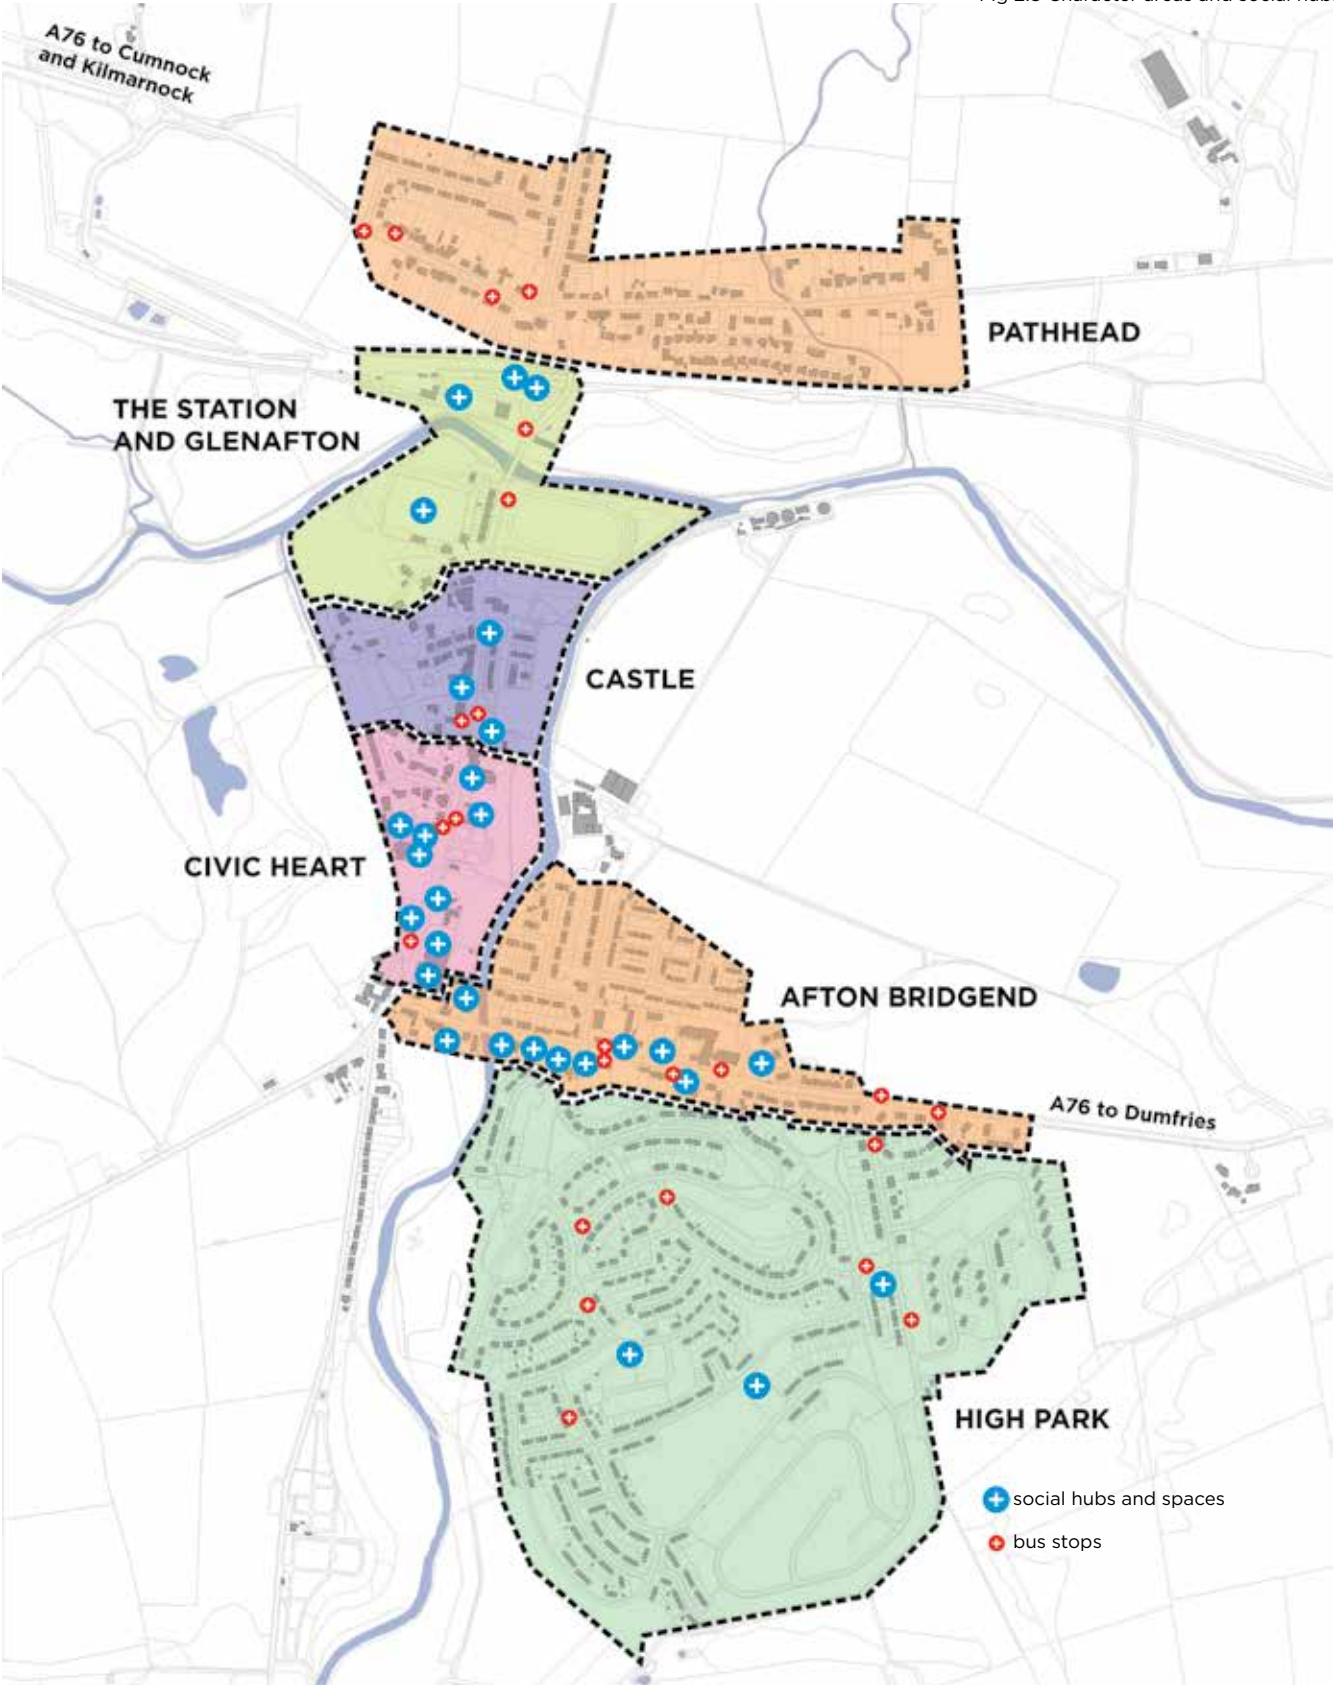 A76 to Cumnock
and Kilmarnock
PATHHEAD
THE STATION
AND GLENAFTON
CASTLE
CIVIC HEART
AFTON BRIDGEND
A76 to Dumfries
HIGH PARK
social hubs and spaces
bus stops